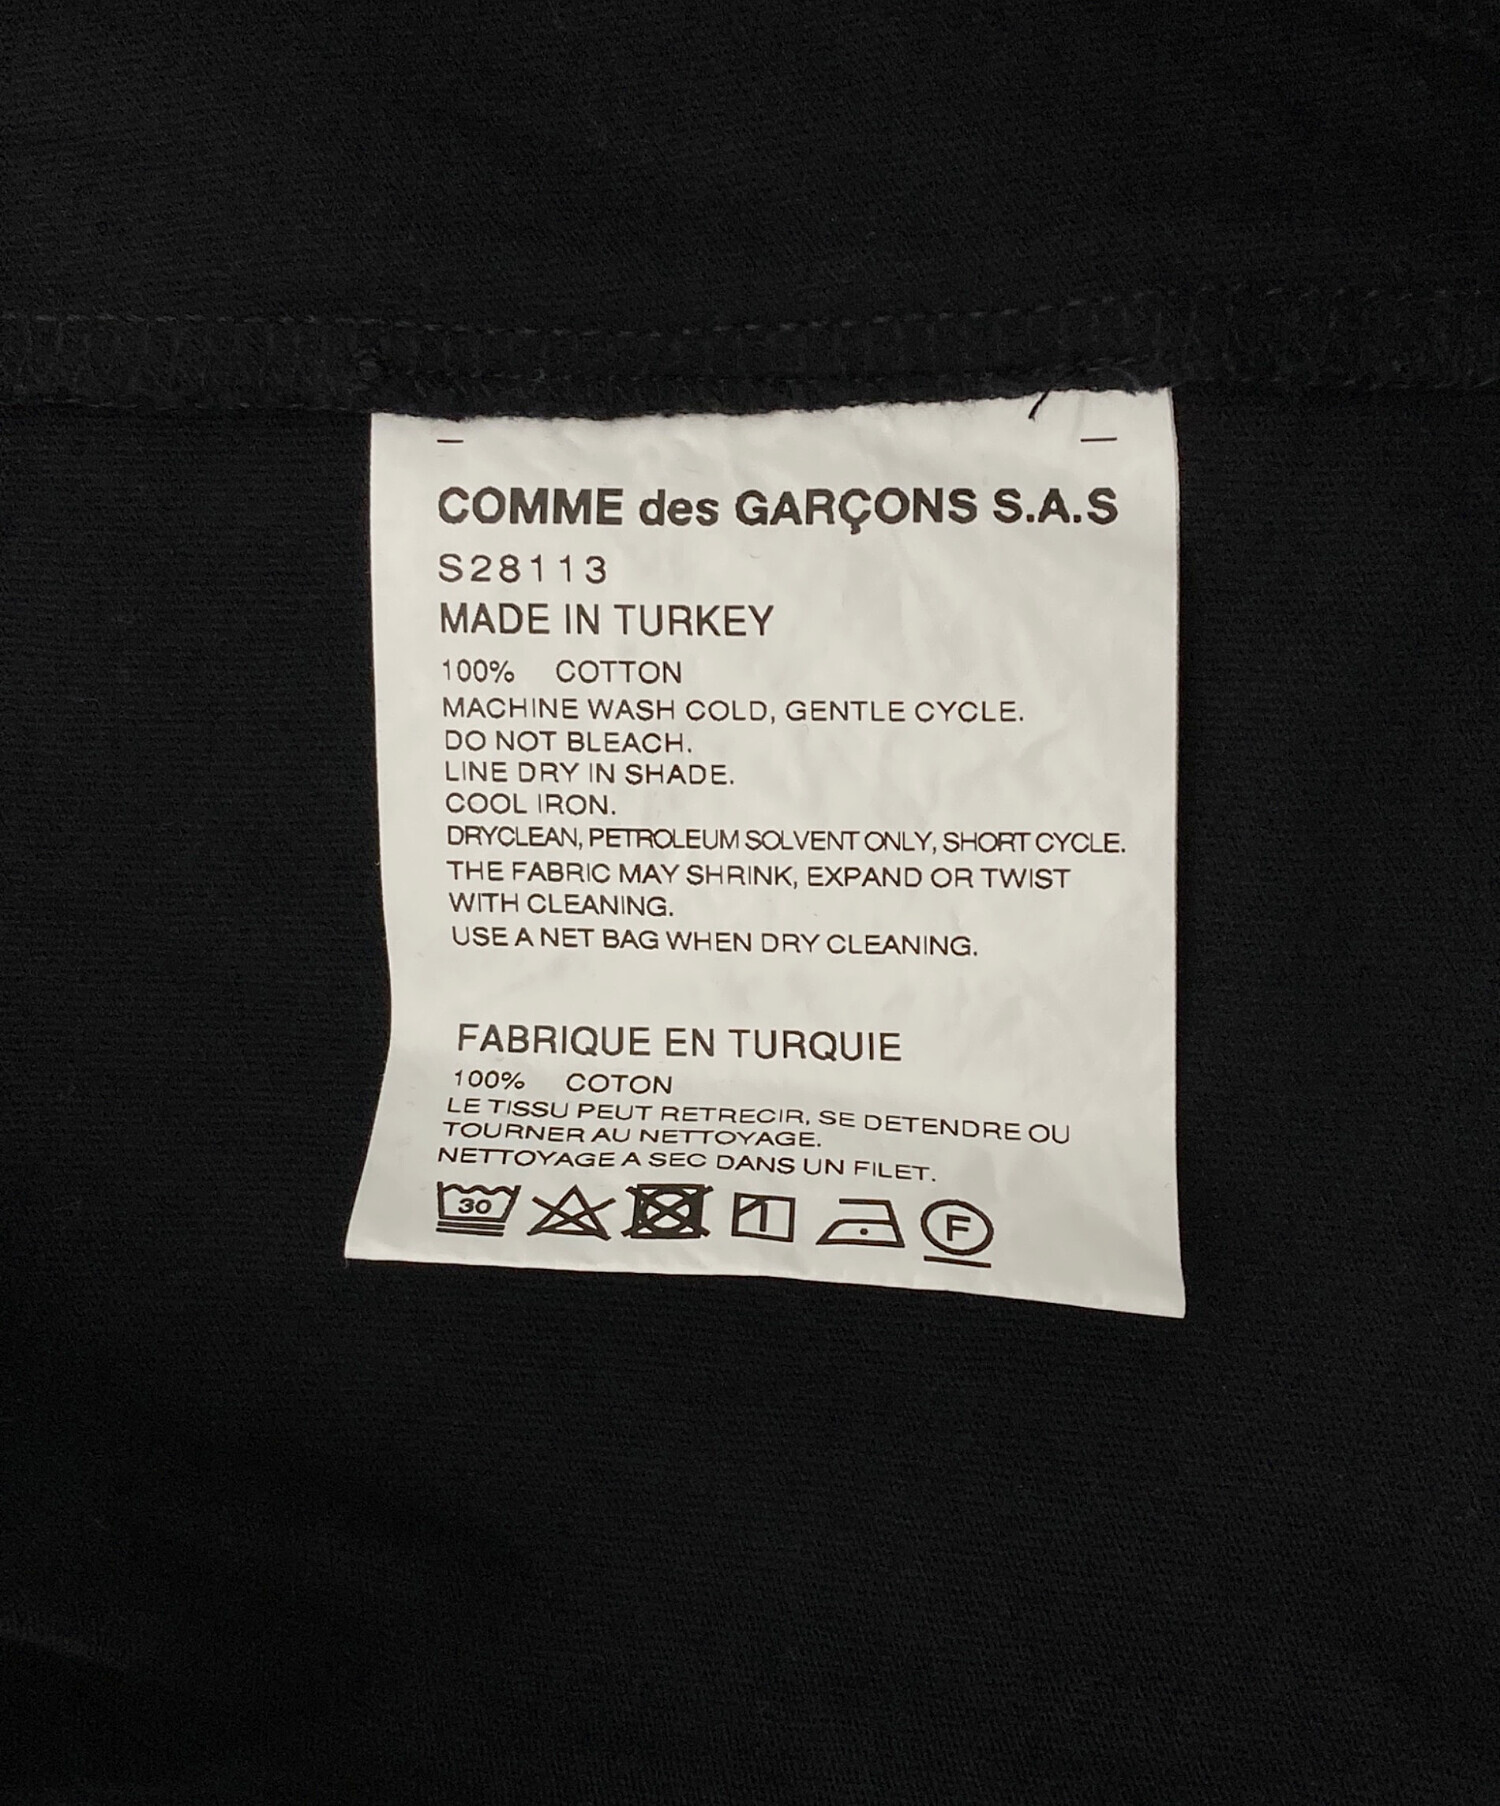 COMME des GARÇONS S.A.S
S28113
MADE IN TURKEY
100% COTTON
MACHINE WASH COLD, GENTLE CYCLE.
DO NOT BLEACH.
LINE DRY IN SHADE.
COOL IRON.
DRYCLEAN, PETROLEUM SOLVENT ONLY, SHORT CYCLE.
THE FABRIC MAY SHRINK, EXPAND OR TWIST
WITH CLEANING.
USE A NET BAG WHEN DRY CLEANING.
FABRIQUE EN TURQUIE
100% COTON
LE TISSU PEUT RETRECIR, SE DETENDRE OU
TOURNER AU NETTOYAGE.
NETTOYAGE A SEC DANS UN FILET.
30 F